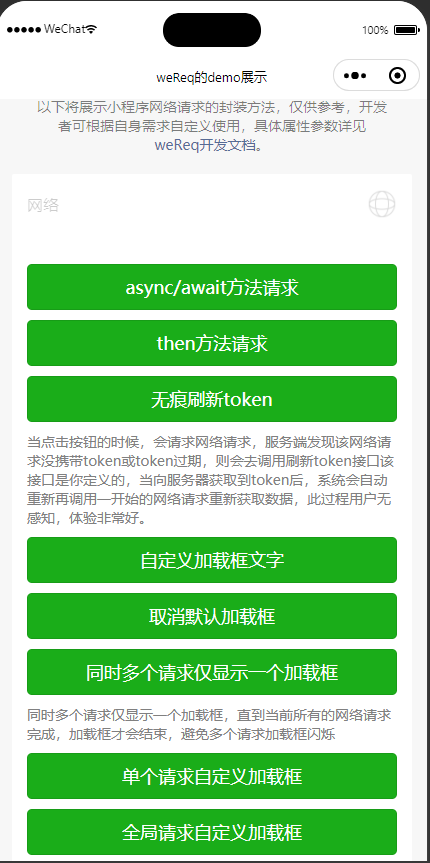 WeChat
100%
weReq的demo展示
以下将展示小程序网络请求的封装方法，仅供参考，开发
者可根据自身需求自定义使用，具体属性参数详见
weReq开发文档。
网络
async/await方法请求
then方法请求
无痕刷新token
当点击按钮的时候，会请求网络请求，服务端发现该网络请
求没携带token或token过期，则会去调用刷新token接口该
接口是你定义的，当向服务器获取到token后，系统会自动
重新再调用一开始的网络请求重新获取数据，此过程用户无
感知，体验非常好。
自定义加载框文字
取消默认加载框
同时多个请求仅显示一个加载框
同时多个请求仅显示一个加载框，直到当前所有的网络请求
完成，加载框才会结束，避免多个请求加载框闪烁
单个请求自定义加载框
全局请求自定义加载框